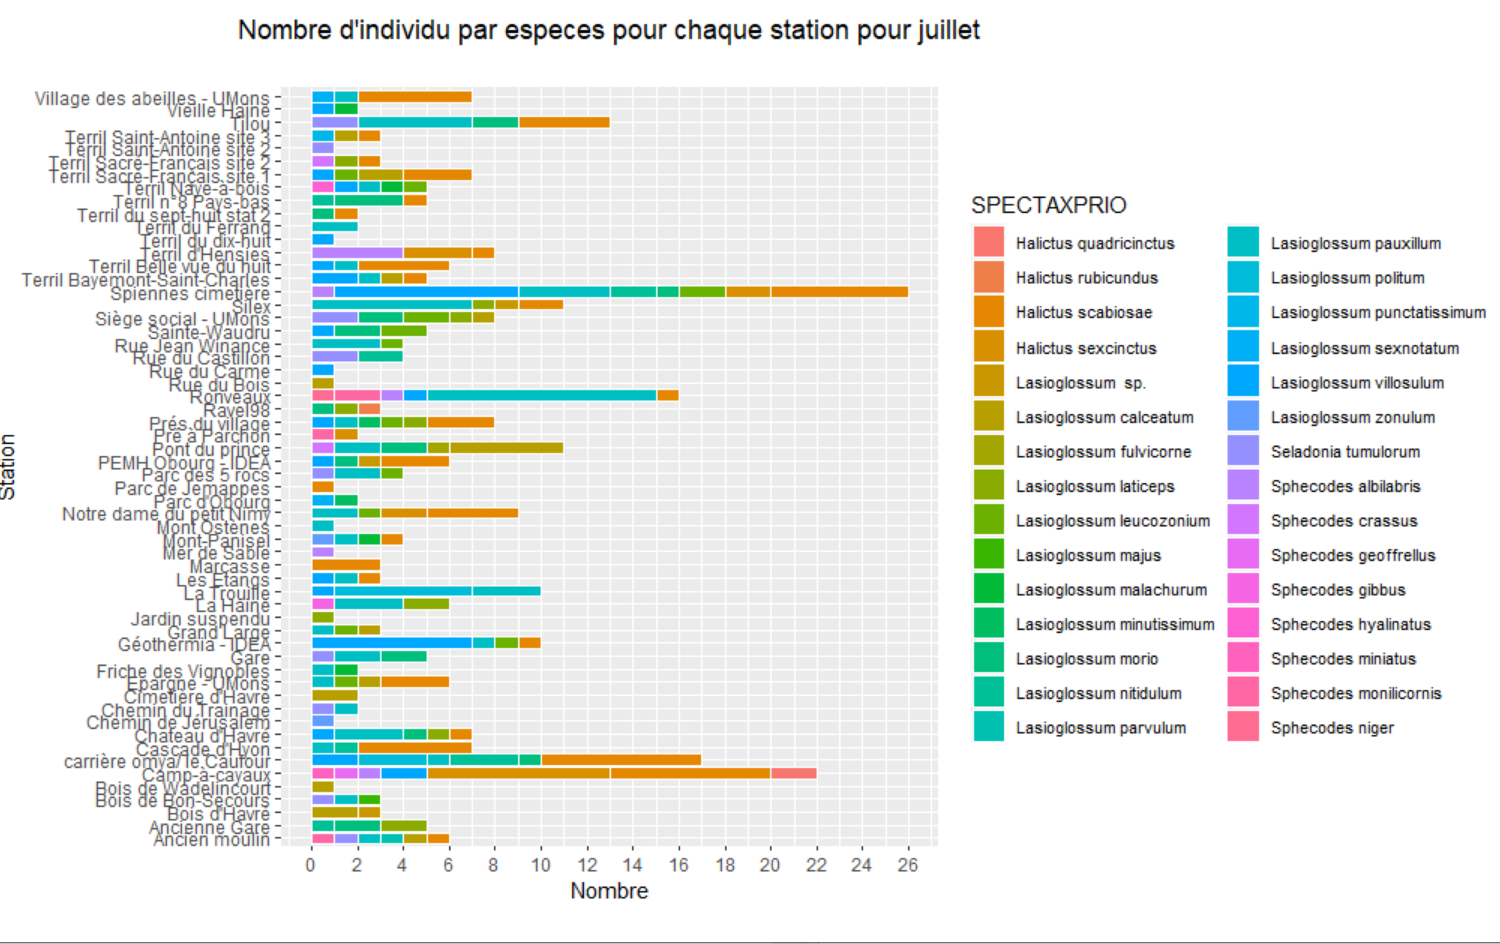 Nombre d'individu par especes pour chaque station pour juillet
Village des abeilles - UMons
Vieille Haine
Tilou
Terril Saint-Antoine site 3
Terril Saint-Antoine site 2
Terril Sacre-Français site 2
Terril Sacre-Français site 1
Terril Naye-a-bois
Terril n°8 Pays-bas
Terril du sept-huit stat 2
Terril du Ferrand
Terril du dix-huit
Terril d'Hensies
Terril Belle vue du huit
Terril Bayemont-Saint-Charles
Spiennes cimetière
Silex
Siège social - UMons
Sainte-Waudru
Rue Jean Winance
Rue du Castillon
Rue du Carme
Rue du Bois
Ronveaux
Ravel98
Prés du village
Pré à Parchon
Pont du prince
PEMH Obourg - IDEA
Parc des 5 rocs
Parc de Jemappes
Parc d'Obourg
Notre dame du petit Nimy
Mont Ostènes
Mont-Panisel
Mer de Sable
Marcasse
Les Etangs
La Trouille
La Haine
Jardin suspendu
Grand Large
Géothermia - IDEA
Gare
Friche des Vignobles
Epargne - UMons
Cimetière d'Havré
Chemin du Trainage
Chemin de Jérusalem
Chateau d'Havré
Cascade d'Hyon
carrière omya/le Caufour
Camp-à-cayaux
Bois de Wadelincourt
Bois de Bon-Secours
Bois d'Havré
Ancienne Gare
Ancien moulin
Station
0 2 4 6 8 10 12 14 16 18 20 22 24 26
Nombre
SPECTAXPRIO
Halictus quadricinctus
Halictus rubicundus
Halictus scabiosae
Halictus sexcinctus
Lasioglossum sp.
Lasioglossum calceatum
Lasioglossum fulvicorne
Lasioglossum laticeps
Lasioglossum leucozonium
Lasioglossum majus
Lasioglossum malachurum
Lasioglossum minutissimum
Lasioglossum morio
Lasioglossum nitidulum
Lasioglossum parvulum
Lasioglossum pauxillum
Lasioglossum politum
Lasioglossum punctatissimum
Lasioglossum sexnotatum
Lasioglossum villosulum
Lasioglossum zonulum
Seladonia tumulorum
Sphecodes albilabris
Sphecodes crassus
Sphecodes geoffrellus
Sphecodes gibbus
Sphecodes hyalinatus
Sphecodes miniatus
Sphecodes monilicornis
Sphecodes niger